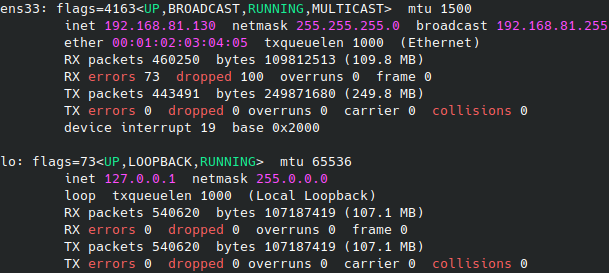 ens33: flags=4163<UP,BROADCAST,RUNNING,MULTICAST>  mtu 1500
inet 192.168.81.130  netmask 255.255.255.0  broadcast 192.168.81.255
ether 00:01:02:03:04:05  txqueuelen 1000  (Ethernet)
RX packets 460250  bytes 109812513 (109.8 MB)
RX errors 73  dropped 100  overruns 0  frame 0
TX packets 443491  bytes 249871680 (249.8 MB)
TX errors 0  dropped 0 overruns 0  carrier 0  collisions 0
device interrupt 19  base 0x2000
lo: flags=73<UP,LOOPBACK,RUNNING>  mtu 65536
inet 127.0.0.1  netmask 255.0.0.0
loop  txqueuelen 1000  (Local Loopback)
RX packets 540620  bytes 107187419 (107.1 MB)
RX errors 0  dropped 0  overruns 0  frame 0
TX packets 540620  bytes 107187419 (107.1 MB)
TX errors 0  dropped 0 overruns 0  carrier 0  collisions 0